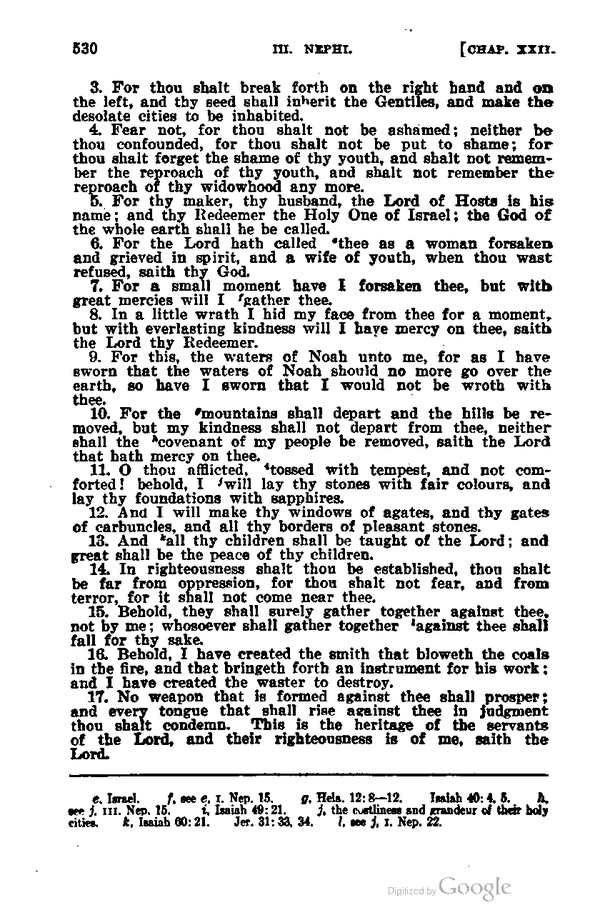 530 III. NEPHI. [CHAP. XXII.
3. For thou shalt break forth on the right hand and on
the left, and thy seed shall inherit the Gentiles, and make the
desolate cities to be inhabited.
4. Fear not, for thou shalt not be ashamed; neither be
thou confounded, for thou shalt not be put to shame; for
thou shalt forget the shame of thy youth, and shalt not remem-
ber the reproach of thy youth, and shalt not remember the
reproach of thy widowhood any more.
5. For thy maker, thy husband, the Lord of Hosts is his
name; and thy Redeemer the Holy One of Israel; the God of
the whole earth shall he be called.
6. For the Lord hath called ᵉthee as a woman forsaken
and grieved in spirit, and a wife of youth, when thou wast
refused, saith thy God.
7. For a small moment have I forsaken thee, but with
great mercies will I ᶠgather thee.
8. In a little wrath I hid my face from thee for a moment,
but with everlasting kindness will I have mercy on thee, saith
the Lord thy Redeemer.
9. For this, the waters of Noah unto me, for as I have
sworn that the waters of Noah should no more go over the
earth, so have I sworn that I would not be wroth with
thee.
10. For the ᵍmountains shall depart and the hills be re-
moved, but my kindness shall not depart from thee, neither
shall the ʰcovenant of my people be removed, saith the Lord
that hath mercy on thee.
11. O thou afflicted, ⁱtossed with tempest, and not com-
forted! behold, I ʲwill lay thy stones with fair colours, and
lay thy foundations with sapphires.
12. And I will make thy windows of agates, and thy gates
of carbuncles, and all thy borders of pleasant stones.
13. And ᵏall thy children shall be taught of the Lord; and
great shall be the peace of thy children.
14. In righteousness shalt thou be established, thou shalt
be far from oppression, for thou shalt not fear, and from
terror, for it shall not come near thee.
15. Behold, they shall surely gather together against thee,
not by me; whosoever shall gather together ˡagainst thee shall
fall for thy sake.
16. Behold, I have created the smith that bloweth the coals
in the fire, and that bringeth forth an instrument for his work;
and I have created the waster to destroy.
17. No weapon that is formed against thee shall prosper;
and every tongue that shall rise against thee in judgment
thou shalt condemn. This is the heritage of the servants
of the Lord, and their righteousness is of me, saith the
Lord.
e, Israel. f, see e, I. Nep. 15. g, Hela. 12:8—12. Isaiah 40:4, 5. h,
see j, III. Nep. 15. i, Isaiah 49:21. j, the costliness and grandeur of their holy
cities. k, Isaiah 60:21. Jer. 31:33, 34. l, see j, I. Nep. 22.
Digitized by Google